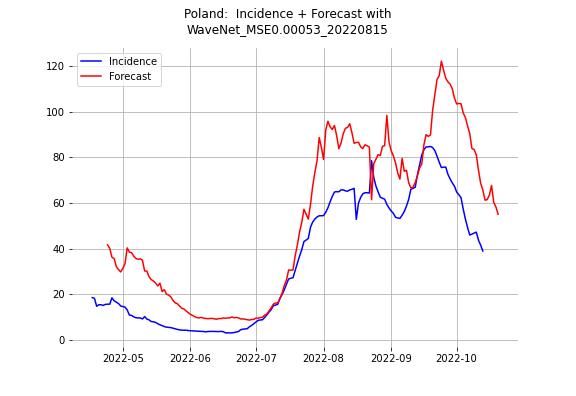 Poland:  Incidence + Forecast with
WaveNet_MSE0.00053_20220815
Incidence
Forecast
120
100
80
60
40
20
0
2022-05 2022-06 2022-07 2022-08 2022-09 2022-10